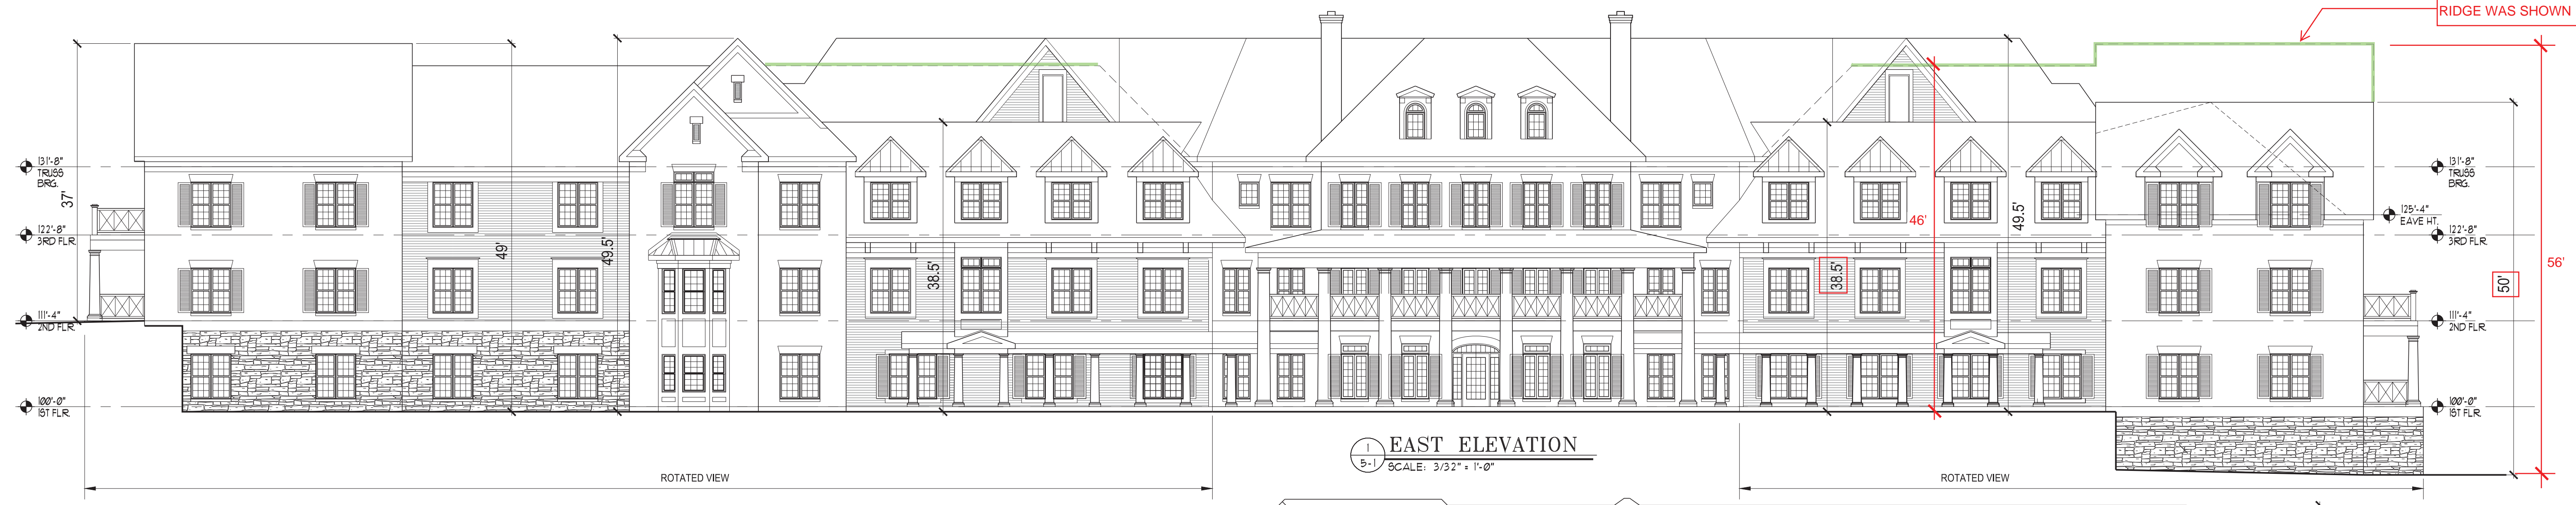 RIDGE WAS SHOWN
131'-8"
TRUSS
BRG.
37'
122'-8"
3RD FLR.
111'-4"
2ND FLR.
100'-0"
1ST FLR.
49'
49.5'
38.5'
38.5'
46'
49.5'
131'-8"
TRUSS
BRG.
125'-4"
EAVE HT.
122'-8"
3RD FLR.
56'
50'
111'-4"
2ND FLR.
100'-0"
1ST FLR.
1
5-1
EAST ELEVATION
SCALE: 3/32" = 1'-0"
ROTATED VIEW
ROTATED VIEW